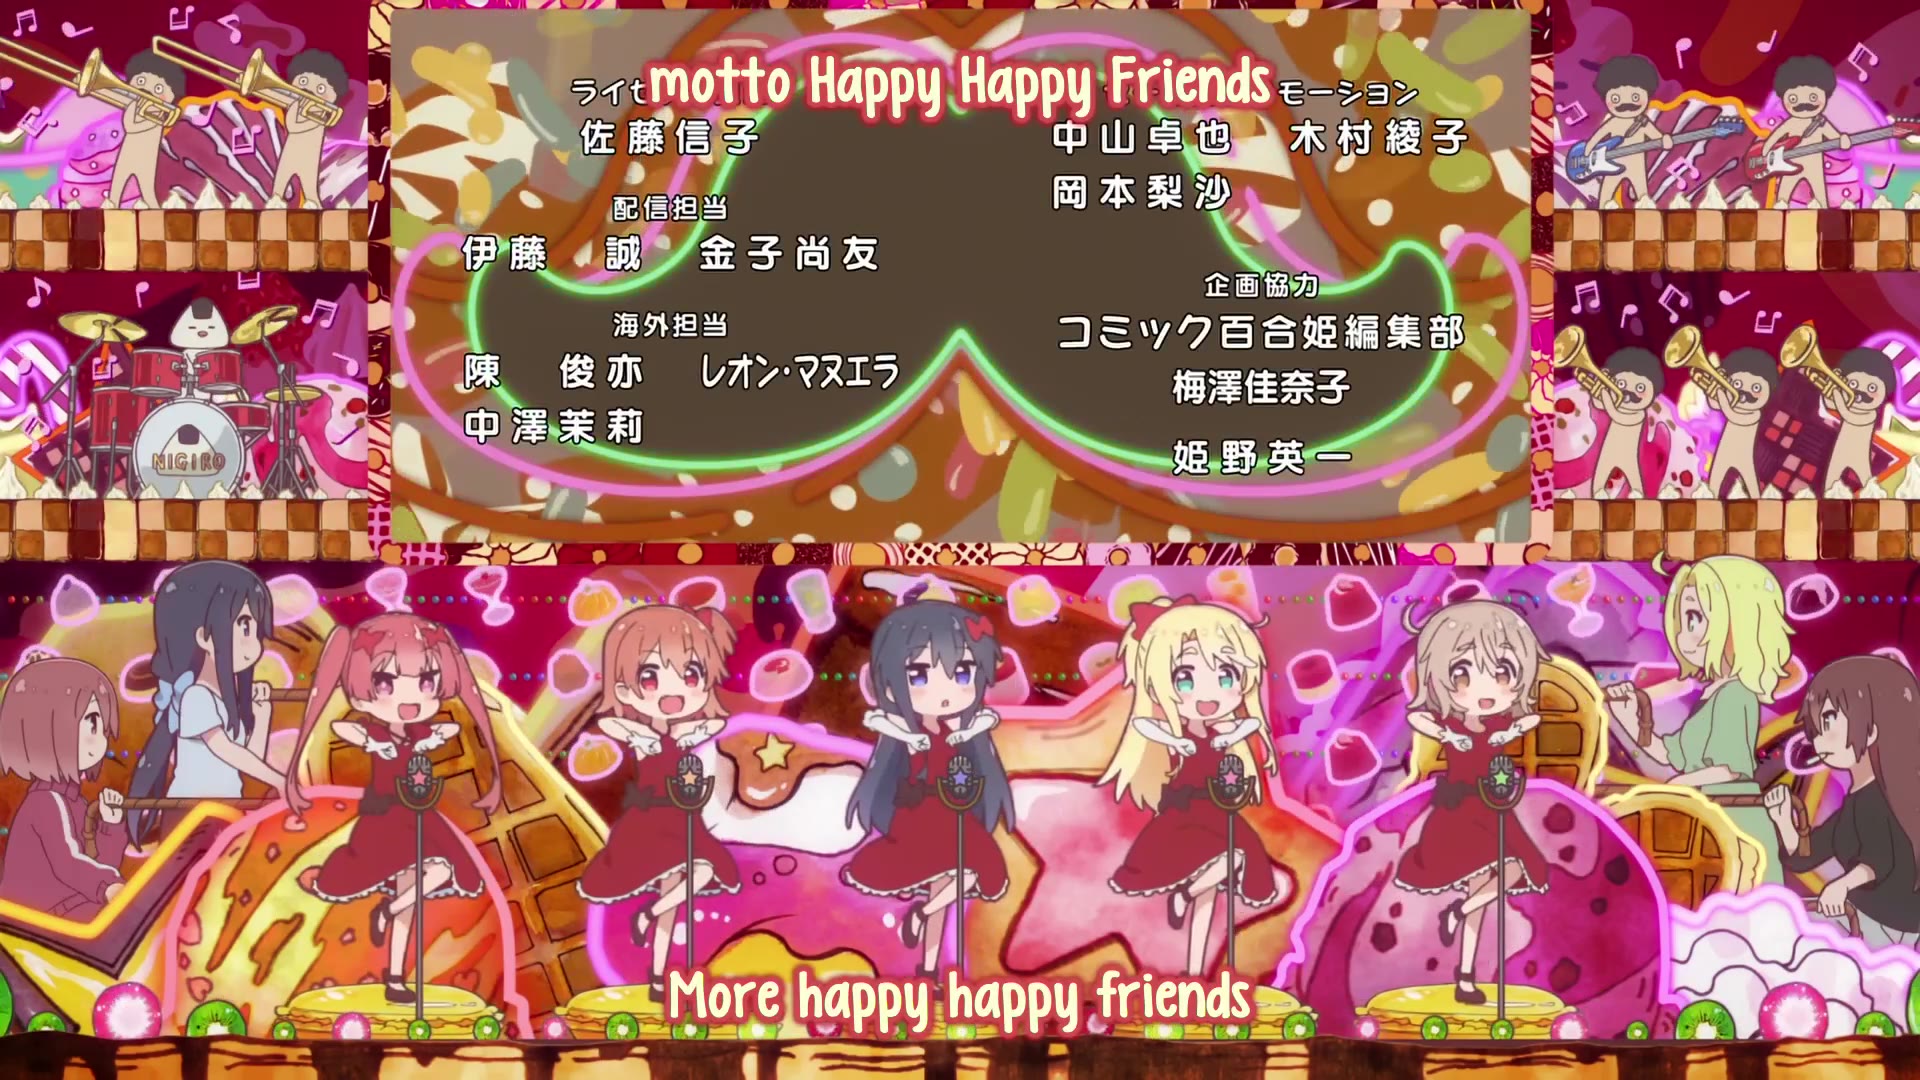 motto Happy Happy Friends
ライセ
モーション
佐藤信子
中山卓也 木村綾子
岡本梨沙
配信担当
伊藤 誠 金子尚友
海外担当
陳 俊亦 レオン・マヌエラ
中澤茉莉
企画協力
コミック百合姫編集部
梅澤佳奈子
姫野英一
NIGIRO
More happy happy friends